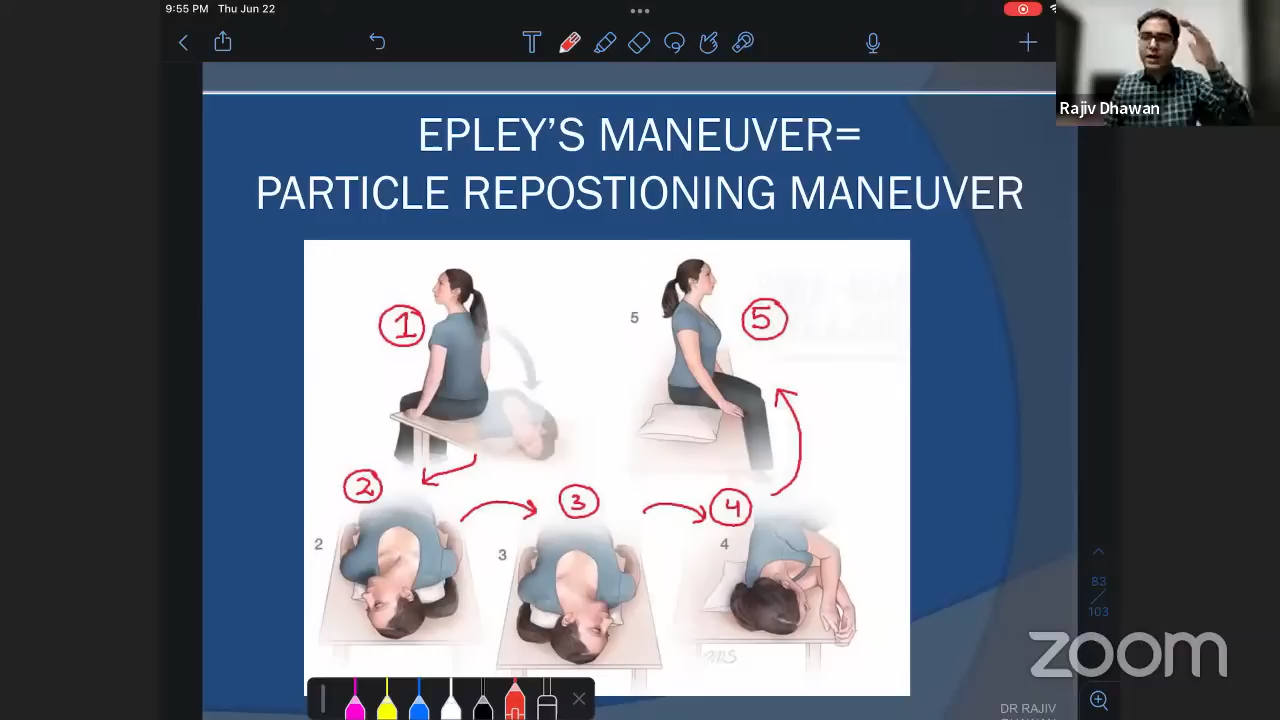 9:55 PM Thu Jun 22
Rajiv Dhawan
EPLEY'S MANEUVER=
PARTICLE REPOSTIONING MANEUVER
1
5
5
2
3
4
2
3
4
83
103
zoom
DR RAJIV